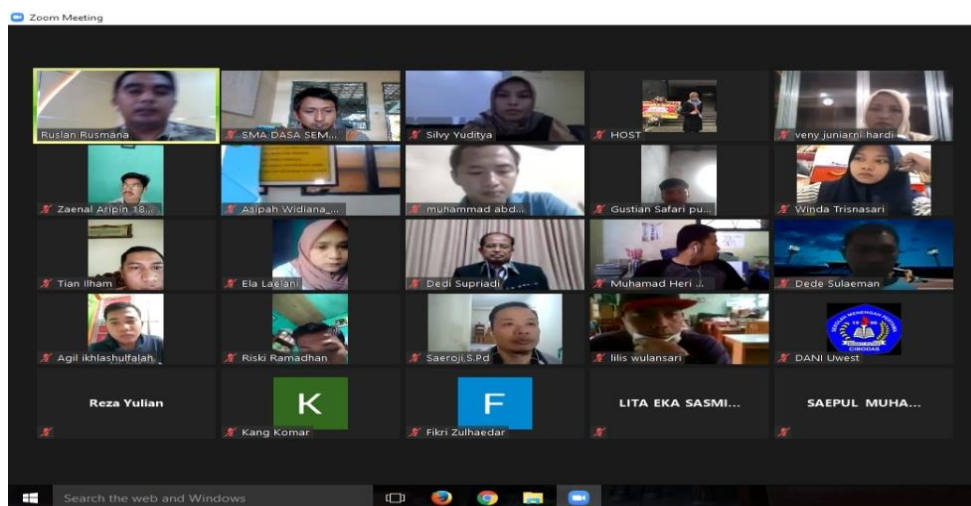 Zoom Meeting
Ruslan Rusmana
SMA DASA SEM...
Silvy Yuditya
HOST
veny juniarni hardi
Zaenal Aripin 18...
Asipah Widiana_...
muhammad abd...
Gustian Safari pu...
Winda Trisnasari
Tian Ilham
Ela Laelani
Dedi Supriadi
Muhamad Heri ...
Dede Sulaeman
Agil ikhlashulfalah
Riski Ramadhan
Saeroji,S.Pd
lilis wulansari
CIBODAS
DANI Uwest
Reza Yulian
K
Kang Komar
F
Fikri Zulhaedar
LITA EKA SASMI...
SAEPUL MUHA...
Search the web and Windows